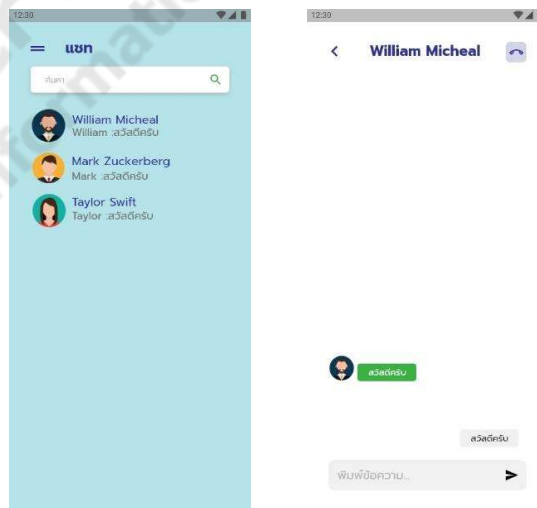 12:30
แชท
ค้นหา
William Micheal
William :สวัสดีครับ
Mark Zuckerberg
Mark :สวัสดีครับ
Taylor Swift
Taylor :สวัสดีครับ
12:30
William Micheal
สวัสดีครับ
สวัสดีครับ
พิมพ์ข้อความ...